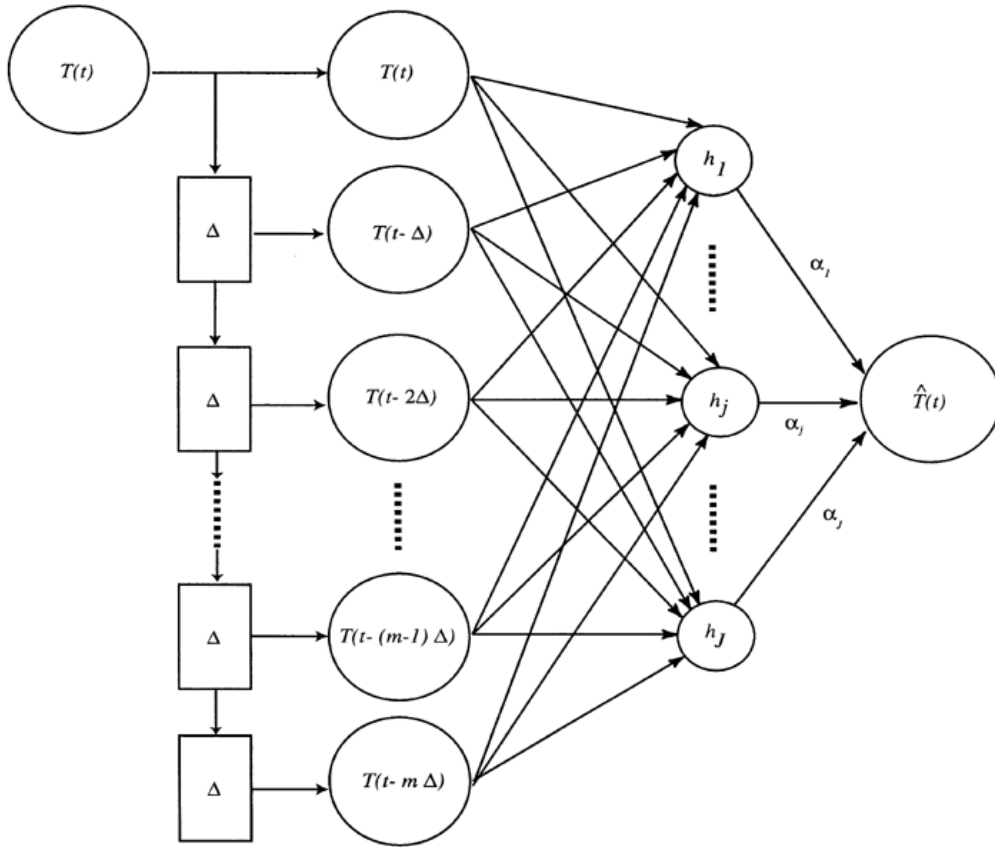 T(t)
T(t)
h1
Δ
T(t- Δ)
α1
Δ
T(t- 2Δ)
hj
αj
T̂(t)
αJ
Δ
T(t- (m-1) Δ)
hJ
Δ
T(t- m Δ)